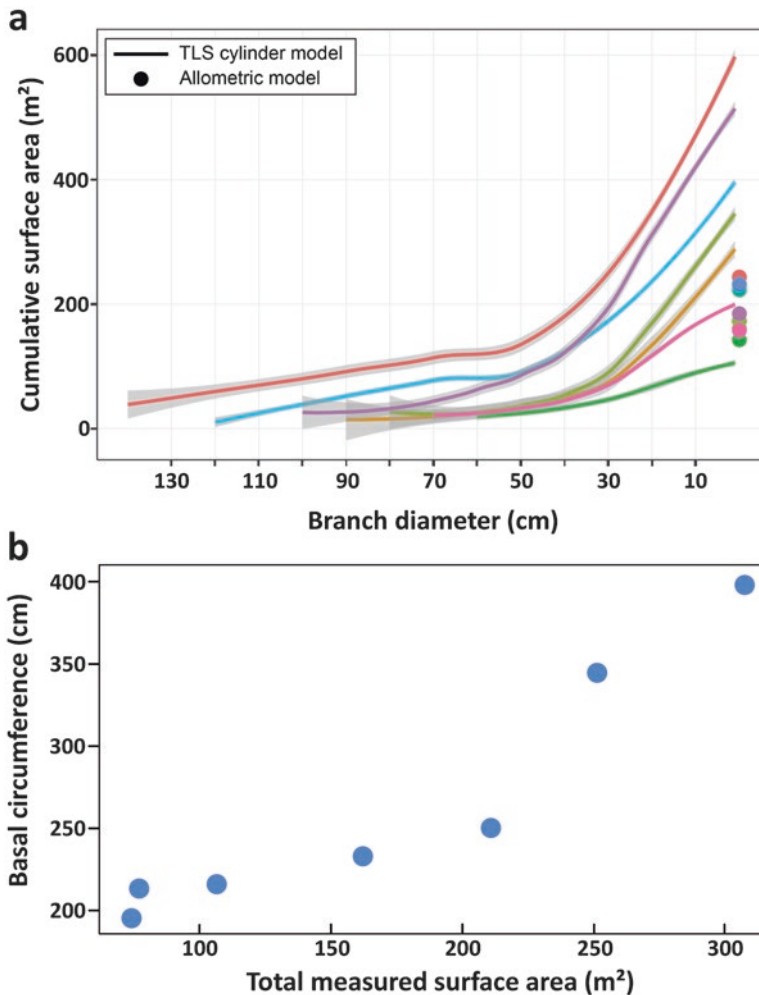 a
TLS cylinder model
Allometric model
Cumulative surface area (m²)
600
400
200
0
130 110 90 70 50 30 10
Branch diameter (cm)
b
Basal circumference (cm)
400
350
300
250
200
100 150 200 250 300
Total measured surface area (m²)